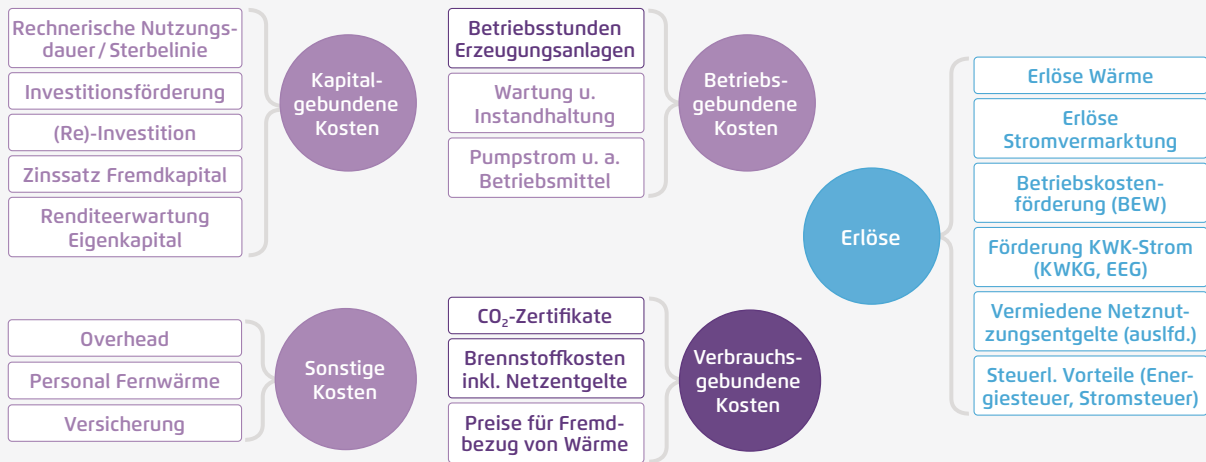 Rechnerische Nutzungs-
dauer / Sterbelinie
Investitionsförderung
(Re)-Investition
Zinssatz Fremdkapital
Renditeerwartung
Eigenkapital
Kapital-
gebundene
Kosten
Betriebsstunden
Erzeugungsanlagen
Wartung u.
Instandhaltung
Pumpstrom u. a.
Betriebsmittel
Betriebs-
gebundene
Kosten
Overhead
Personal Fernwärme
Versicherung
Sonstige
Kosten
CO₂-Zertifikate
Brennstoffkosten
inkl. Netzentgelte
Preise für Fremd-
bezug von Wärme
Verbrauchs-
gebundene
Kosten
Erlöse
Erlöse Wärme
Erlöse
Stromvermarktung
Betriebskosten-
förderung (BEW)
Förderung KWK-Strom
(KWKG, EEG)
Vermiedene Netznut-
zungsentgelte (auslfd.)
Steuerl. Vorteile (Ener-
giesteuer, Stromsteuer)